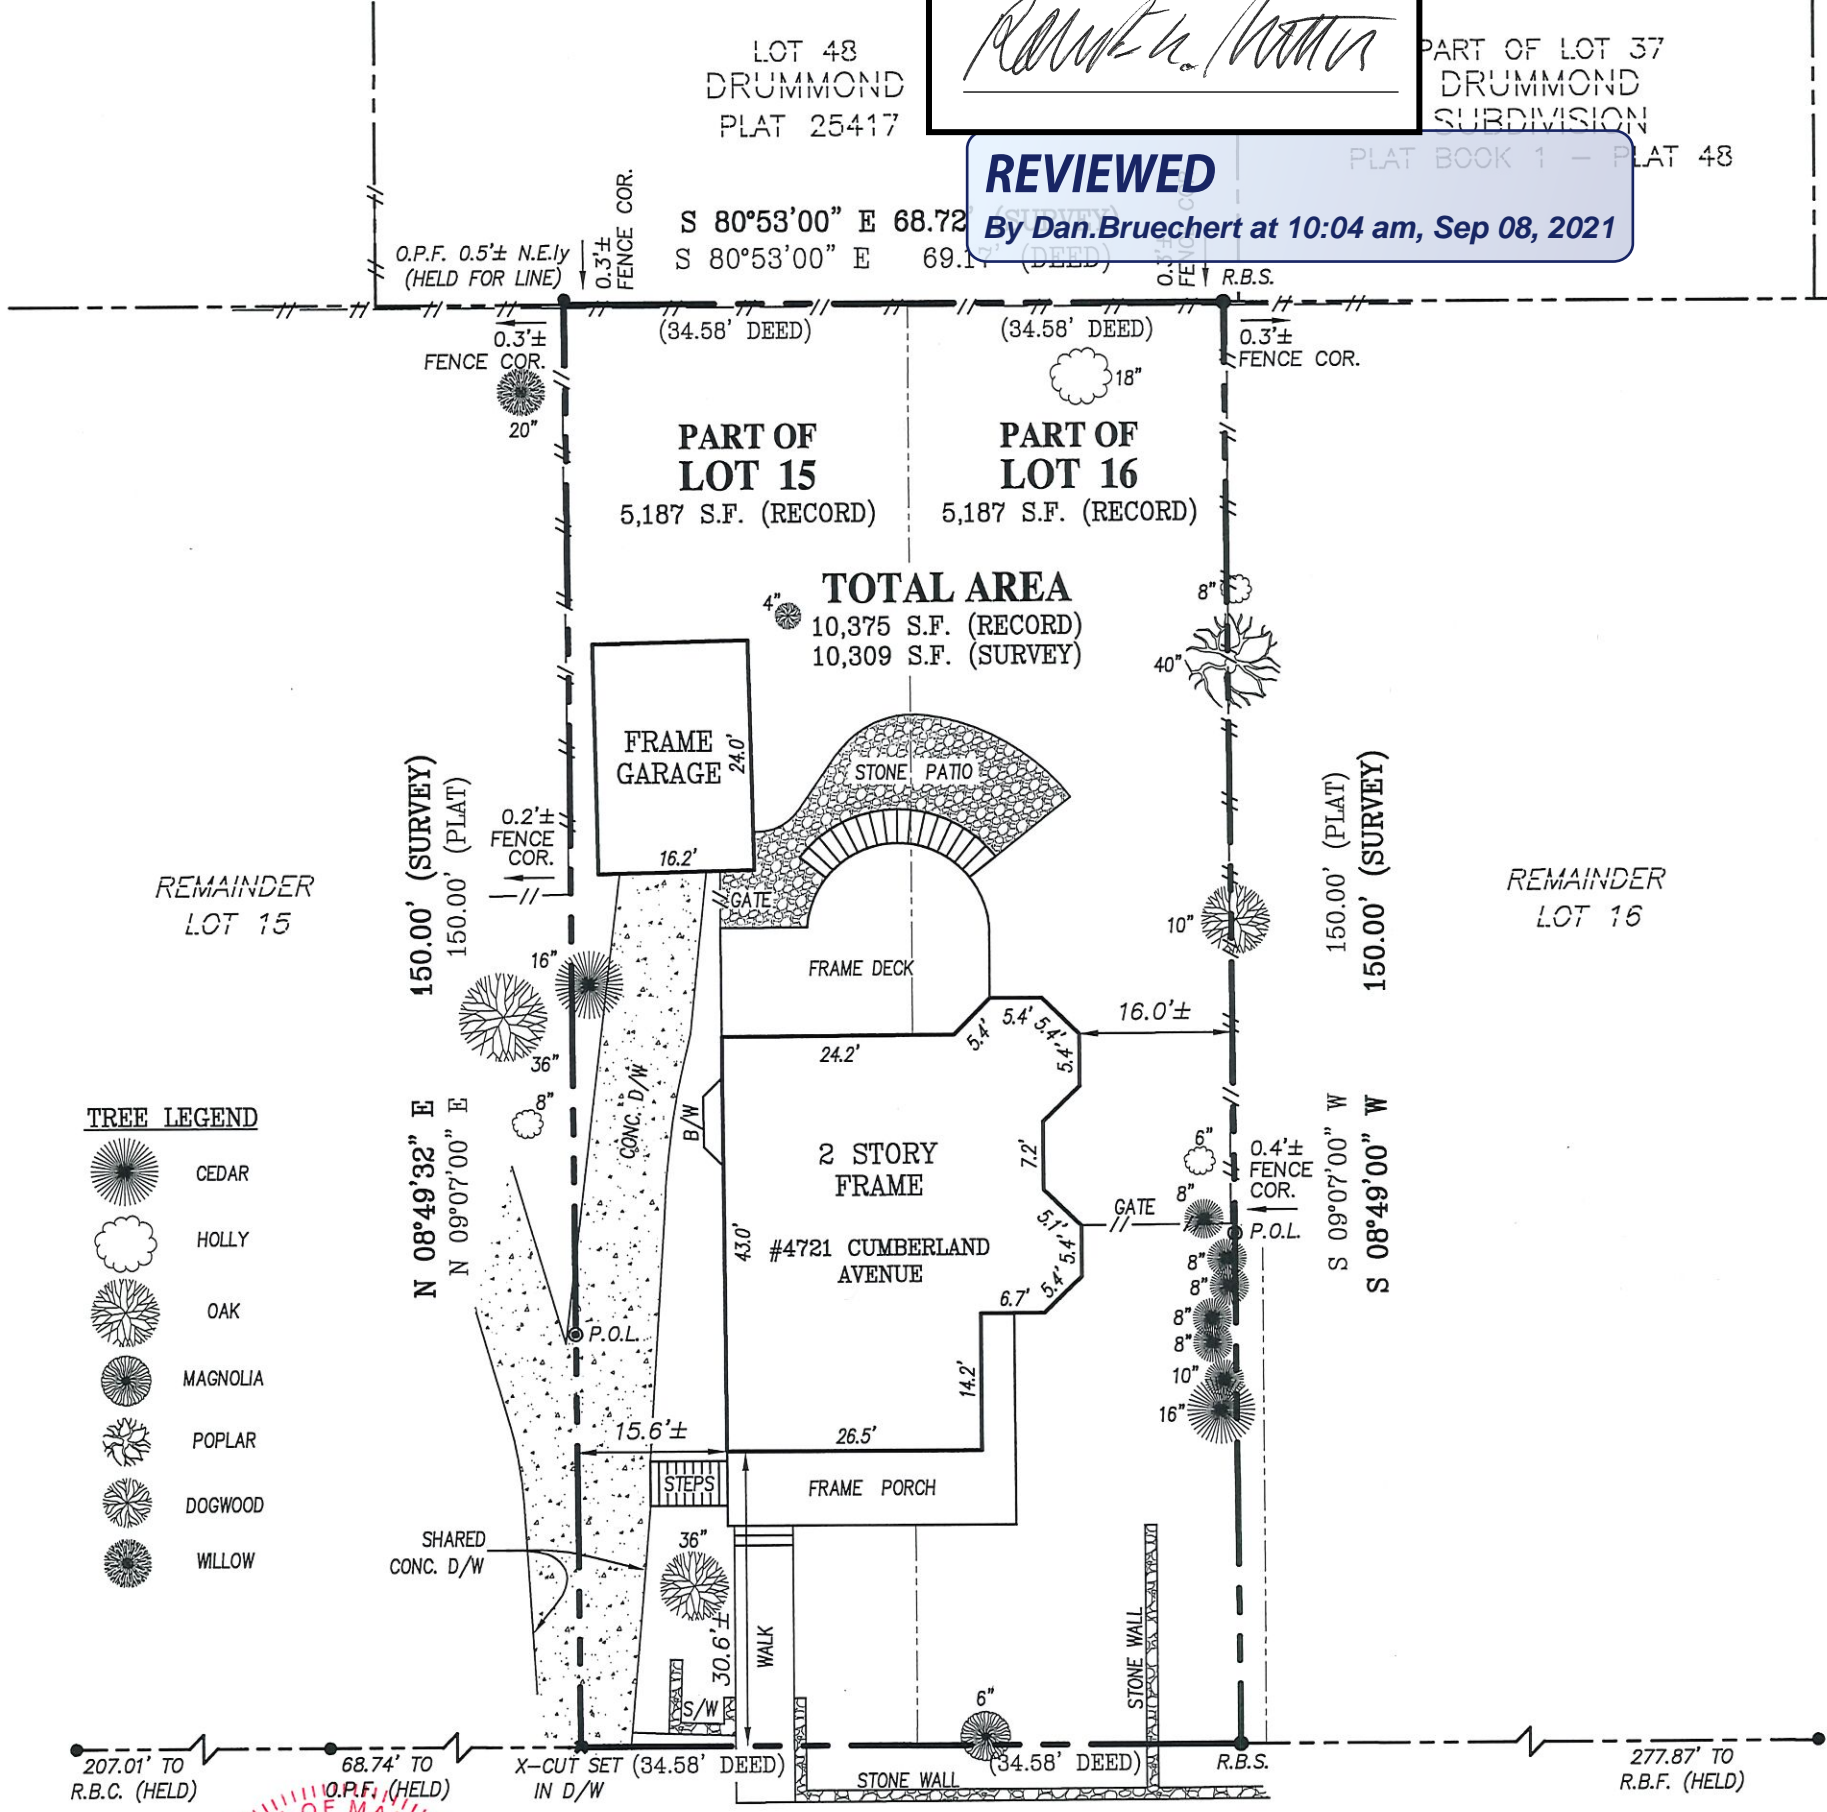 LOT 48
DRUMMOND
PLAT 25417
PART OF LOT 37
DRUMMOND
SUBDIVISION
PLAT BOOK 1 — PLAT 48
REVIEWED
By Dan.Bruechert at 10:04 am, Sep 08, 2021
S 80°53'00" E 68.72' (SURVEY)
S 80°53'00" E 69.17' (DEED)
O.P.F. 0.5'± N.E.ly
(HELD FOR LINE)
0.3'±
FENCE COR.
0.3'±
FENCE COR.
R.B.S.
(34.58' DEED)
(34.58' DEED)
0.3'±
FENCE COR.
0.3'±
FENCE COR.
20"
18"
PART OF
LOT 15
5,187 S.F. (RECORD)
PART OF
LOT 16
5,187 S.F. (RECORD)
TOTAL AREA
10,375 S.F. (RECORD)
10,309 S.F. (SURVEY)
4"
8"
40"
FRAME
GARAGE
24.0'
16.2'
STONE PATIO
GATE
0.2'±
FENCE
COR.
150.00' (SURVEY)
150.00' (PLAT)
150.00' (PLAT)
150.00' (SURVEY)
REMAINDER
LOT 15
REMAINDER
LOT 16
10"
16"
36"
8"
FRAME DECK
16.0'±
24.2'
5.4'
5.4'
5.4'
5.4'
CONC. D/W
B/W
7.2'
2 STORY
FRAME
43.0'
#4721 CUMBERLAND
AVENUE
5.1'
5.4'
5.4'
6.7'
14.2'
26.5'
GATE
6"
8"
0.4'±
FENCE
COR.
P.O.L.
8"
8"
8"
8"
10"
16"
N 08°49'32" E
N 09°07'00" E
S 09°07'00" W
S 08°49'00" W
TREE LEGEND
CEDAR
HOLLY
OAK
MAGNOLIA
POPLAR
DOGWOOD
WILLOW
P.O.L.
15.6'±
STEPS
FRAME PORCH
SHARED
CONC. D/W
36"
30.6'±
WALK
S/W
STONE WALL
6"
207.01' TO
R.B.C. (HELD)
68.74' TO
O.P.F. (HELD)
X-CUT SET
IN D/W
(34.58' DEED)
(34.58' DEED)
STONE WALL
R.B.S.
277.87' TO
R.B.F. (HELD)
OF MA